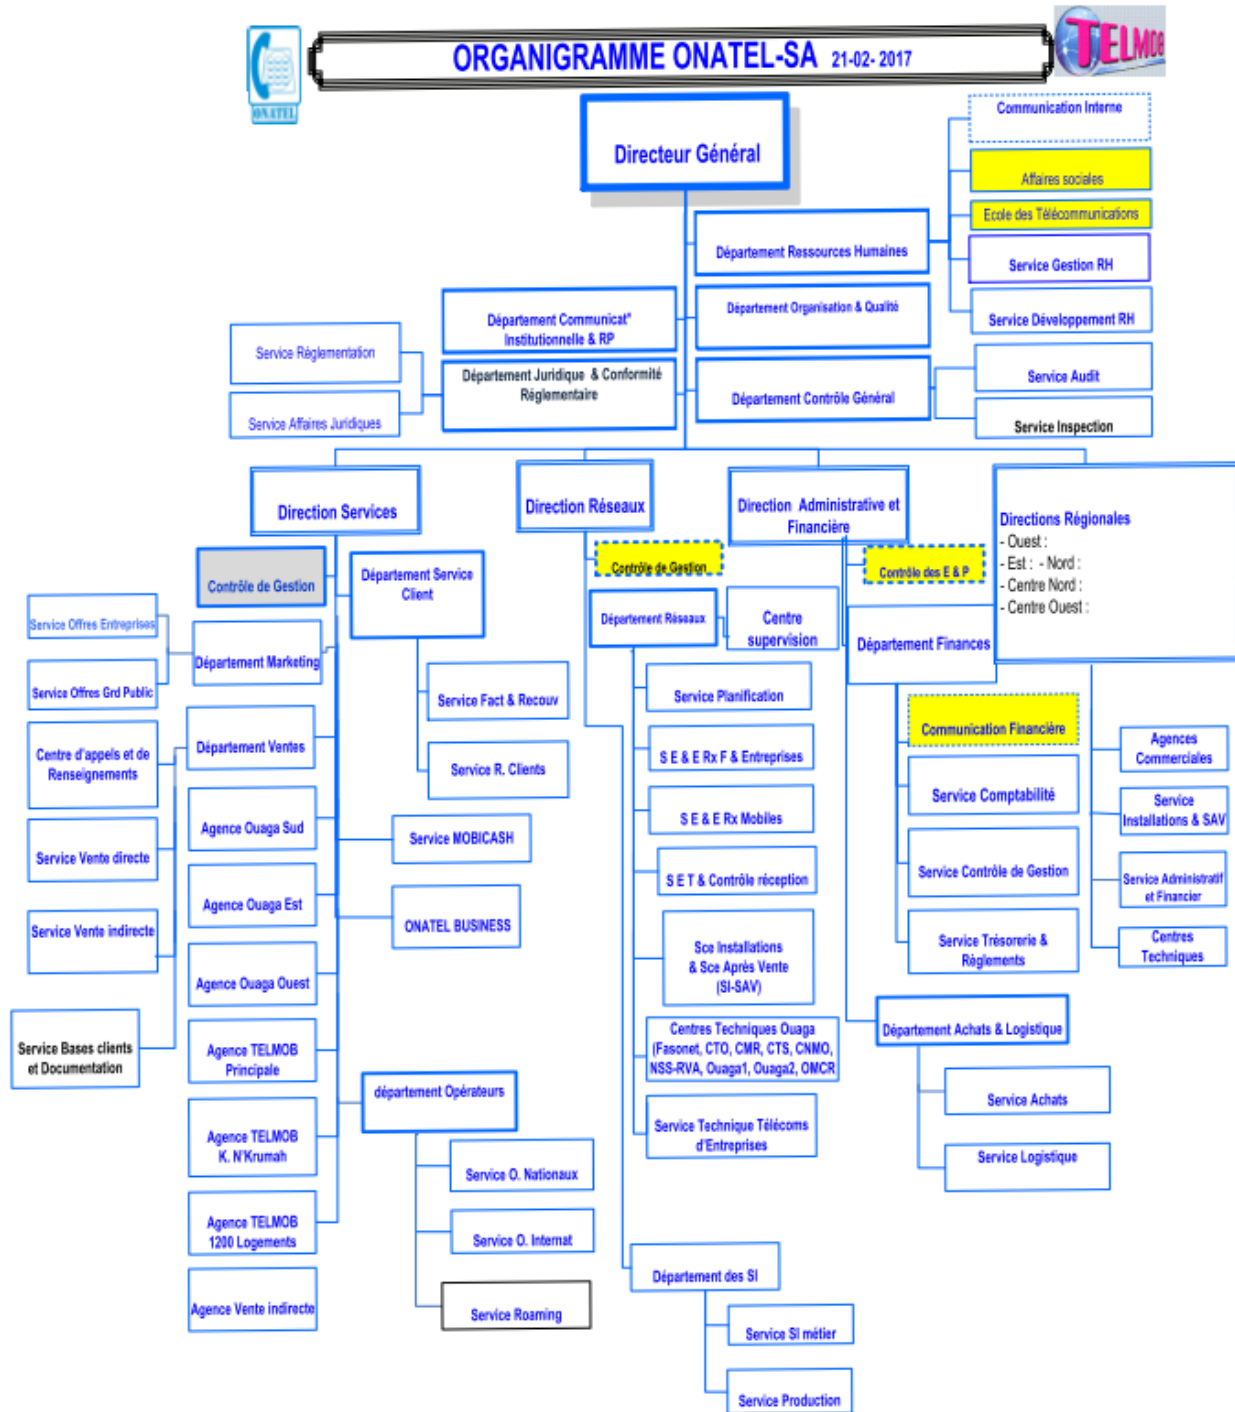 ORGANIGRAMME ONATEL-SA 21-02- 2017
ONATEL
TELMOB
Directeur Général
Communication Interne
Affaires sociales
Ecole des Télécommunications
Département Ressources Humaines
Service Gestion RH
Service Développement RH
Département Communicat°
Institutionnelle & RP
Département Organisation & Qualité
Service Réglementation
Service Affaires Juridiques
Département Juridique & Conformité
Réglementaire
Département Contrôle Général
Service Audit
Service Inspection
Direction Services
Direction Réseaux
Direction Administrative et
Financière
Directions Régionales
- Ouest :
- Est : - Nord :
- Centre Nord :
- Centre Ouest :
Contrôle de Gestion
Département Service
Client
Service Offres Entreprises
Service Offres Grd Public
Département Marketing
Service Fact & Recouv
Service R. Clients
Département Ventes
Centre d'appels et de
Renseignements
Service Vente directe
Service Vente indirecte
Service Bases clients
et Documentation
Agence Ouaga Sud
Agence Ouaga Est
Agence Ouaga Ouest
Agence TELMOB
Principale
Agence TELMOB
K. N'Krumah
Agence TELMOB
1200 Logements
Agence Vente indirecte
Service MOBICASH
ONATEL BUSINESS
département Opérateurs
Service O. Nationaux
Service O. Internat
Service Roaming
Contrôle de Gestion
Département Réseaux
Centre
supervision
Service Planification
S E & E Rx F & Entreprises
S E & E Rx Mobiles
S E T & Contrôle réception
Sce Installations
& Sce Après Vente
(SI-SAV)
Centres Techniques Ouaga
(Fasonet, CTO, CMR, CTS, CNMO,
NSS-RVA, Ouaga1, Ouaga2, OMCR
Service Technique Télécoms
d'Entreprises
Département des SI
Service SI métier
Service Production
Contrôle des E & P
Département Finances
Communication Financière
Service Comptabilité
Service Contrôle de Gestion
Service Trésorerie &
Règlements
Département Achats & Logistique
Service Achats
Service Logistique
Agences
Commerciales
Service
Installations & SAV
Service Administratif
et Financier
Centres
Techniques